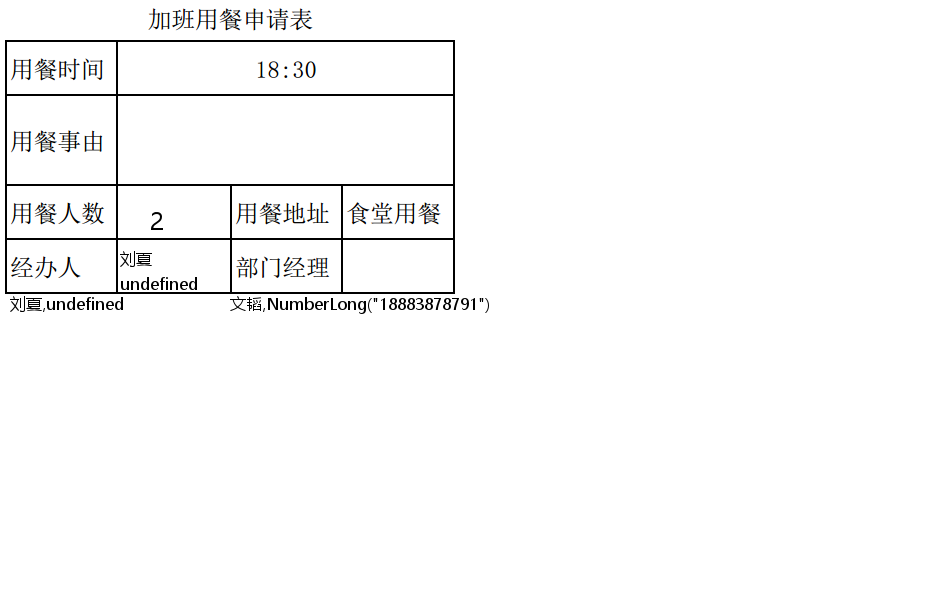 加班用餐申请表
用餐时间 18:30
用餐事由
用餐人数 2 用餐地址 食堂用餐
经办人 刘夏 部门经理
undefined
刘夏,undefined 文韬,NumberLong("18883878791")